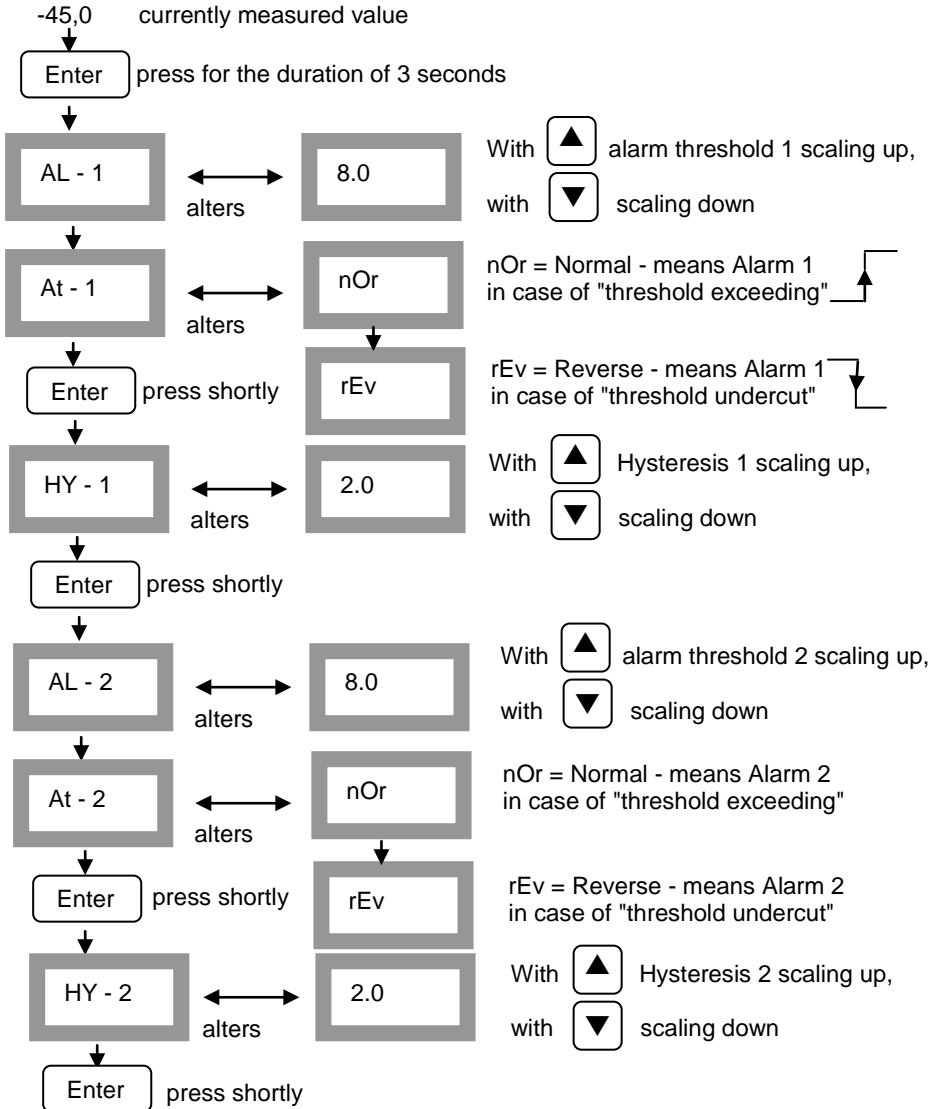 -45,0 currently measured value
Enter press for the duration of 3 seconds
AL - 1
alters
8.0
With alarm threshold 1 scaling up,
with scaling down
At - 1
alters
nOr
nOr = Normal - means Alarm 1
in case of "threshold exceeding"
Enter press shortly
rEv
rEv = Reverse - means Alarm 1
in case of "threshold undercut"
HY - 1
alters
2.0
With Hysteresis 1 scaling up,
with scaling down
Enter press shortly
AL - 2
alters
8.0
With alarm threshold 2 scaling up,
with scaling down
At - 2
alters
nOr
nOr = Normal - means Alarm 2
in case of "threshold exceeding"
Enter press shortly
rEv
rEv = Reverse - means Alarm 2
in case of "threshold undercut"
HY - 2
alters
2.0
With Hysteresis 2 scaling up,
with scaling down
Enter press shortly